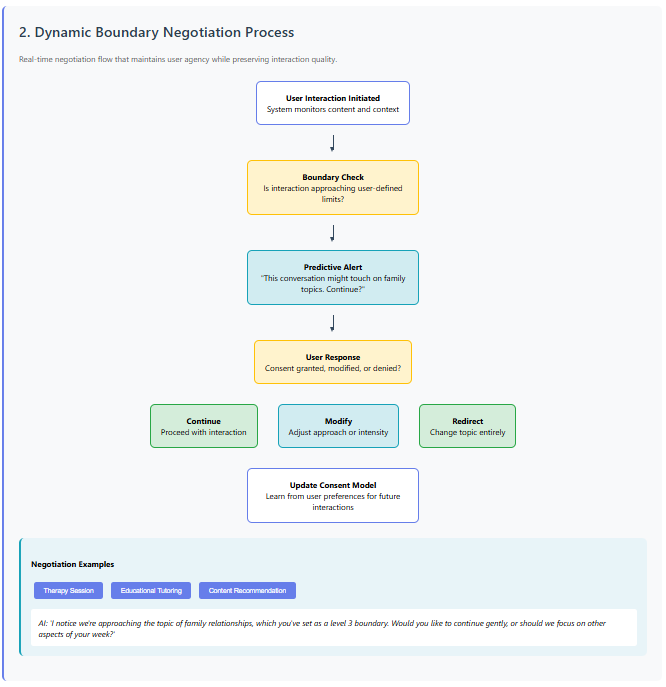 2. Dynamic Boundary Negotiation Process
Real-time negotiation flow that maintains user agency while preserving interaction quality.
User Interaction Initiated
System monitors content and context
Boundary Check
Is interaction approaching user-defined
limits?
Predictive Alert
"This conversation might touch on family
topics. Continue?"
User Response
Consent granted, modified, or denied?
Continue
Proceed with interaction
Modify
Adjust approach or intensity
Redirect
Change topic entirely
Update Consent Model
Learn from user preferences for future
interactions
Negotiation Examples
Therapy Session
Educational Tutoring
Content Recommendation
AI: 'I notice we're approaching the topic of family relationships, which you've set as a level 3 boundary. Would you like to continue gently, or should we focus on other
aspects of your week?'